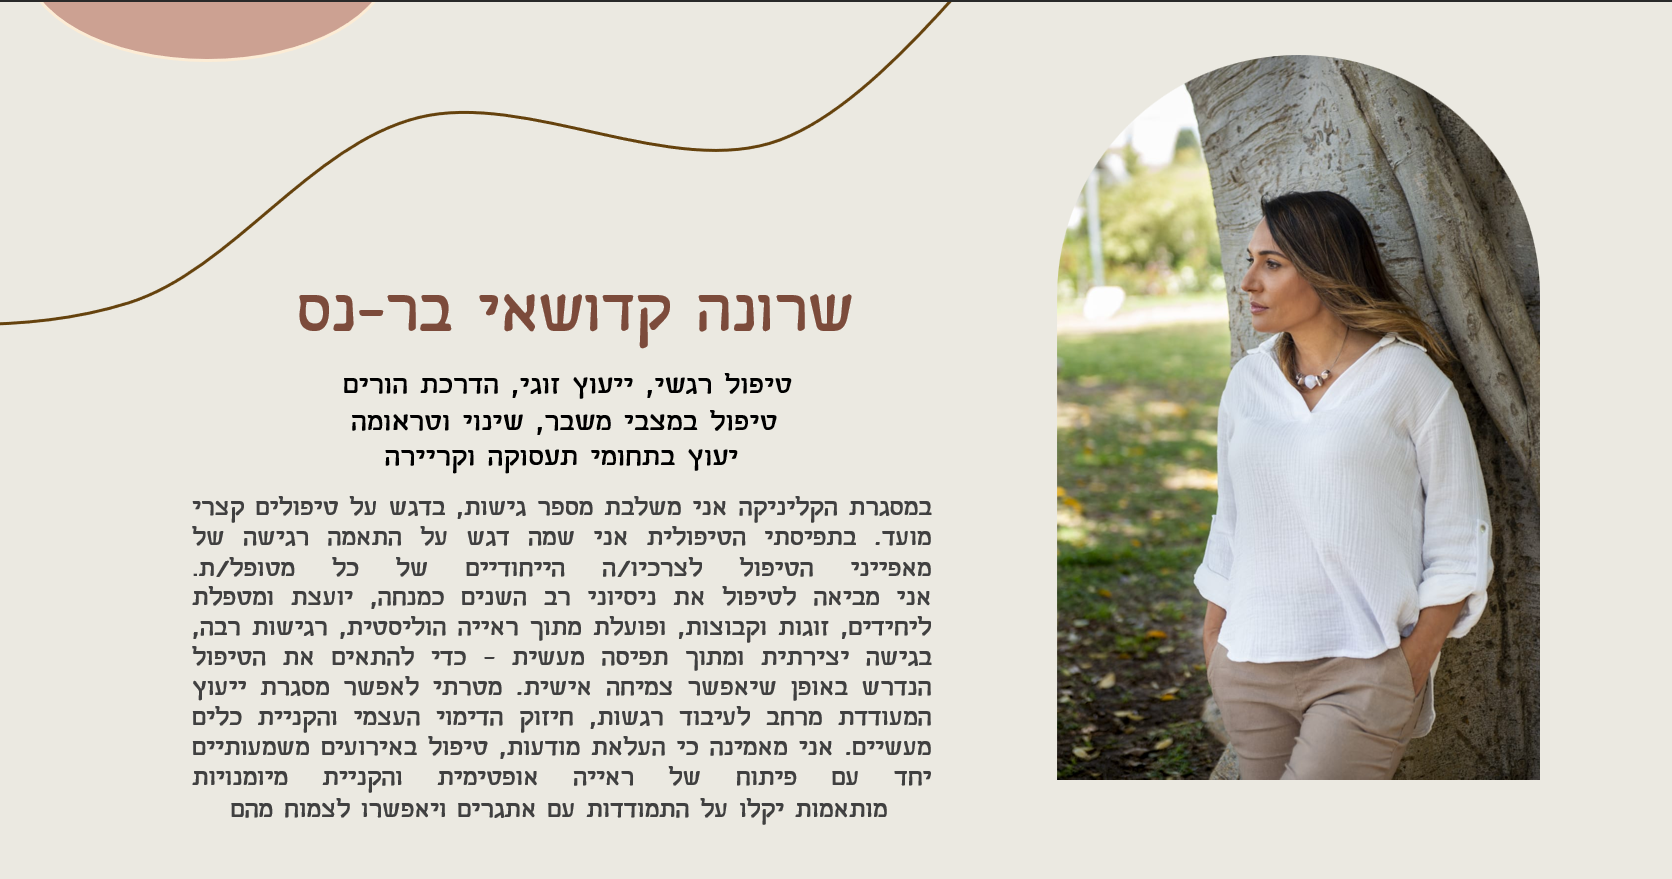 שרונה קדושאי בר-נס
טיפול רגשי, ייעוץ זוגי, הדרכת הורים
טיפול במצבי משבר, שינוי וטראומה
יעוץ בתחומי תעסוקה וקריירה
במסגרת הקליניקה אני משלבת מספר גישות, בדגש על טיפולים קצרי
מועד. בתפיסתי הטיפולית אני שמה דגש על התאמה רגישה של
מאפייני הטיפול לצרכיו/ה הייחודיים של כל מטופל/ת.
אני מביאה לטיפול את ניסיוני רב השנים כמנחה, יועצת ומטפלת
ליחידים, זוגות וקבוצות, ופועלת מתוך ראייה הוליסטית, רגישות רבה,
בגישה יצירתית ומתוך תפיסה מעשית - כדי להתאים את הטיפול
הנדרש באופן שיאפשר צמיחה אישית. מטרתי לאפשר מסגרת ייעוץ
המעודדת מרחב לעיבוד רגשות, חיזוק הדימוי העצמי והקניית כלים
מעשיים. אני מאמינה כי העלאת מודעות, טיפול באירועים משמעותיים
יחד עם פיתוח של ראייה אופטימית והקניית מיומנויות
מותאמות יקלו על התמודדות עם אתגרים ויאפשרו לצמוח מהם